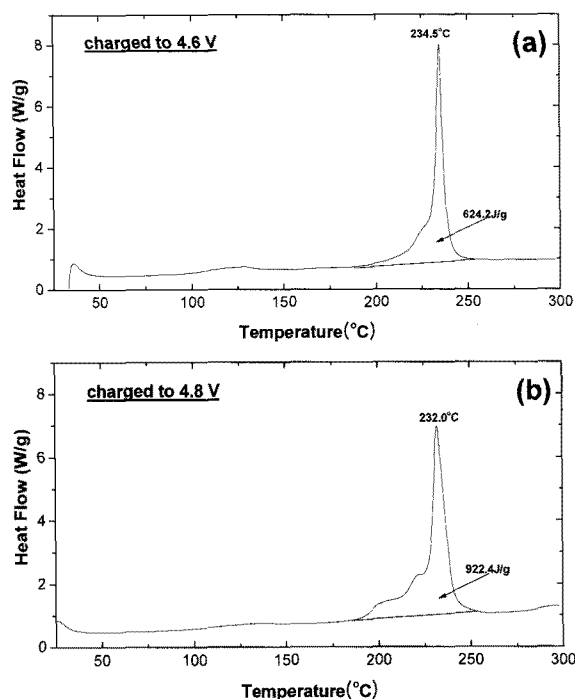 charged to 4.6 V
(a)
234.5°C
624.2J/g
8
6
4
2
0
Heat Flow (W/g)
50 100 150 200 250 300
Temperature(°C)
charged to 4.8 V
(b)
232.0°C
922.4J/g
8
6
4
2
0
Heat Flow (W/g)
50 100 150 200 250 300
Temperature(°C)